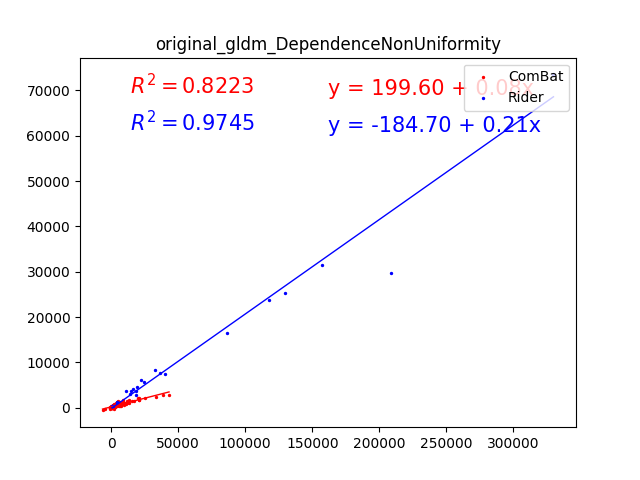 original_gldm_DependenceNonUniformity
R² = 0.8223
y = 199.60 + 0.08x
ComBat
Rider
R² = 0.9745
y = -184.70 + 0.21x
70000
60000
50000
40000
30000
20000
10000
0
0 50000 100000 150000 200000 250000 300000